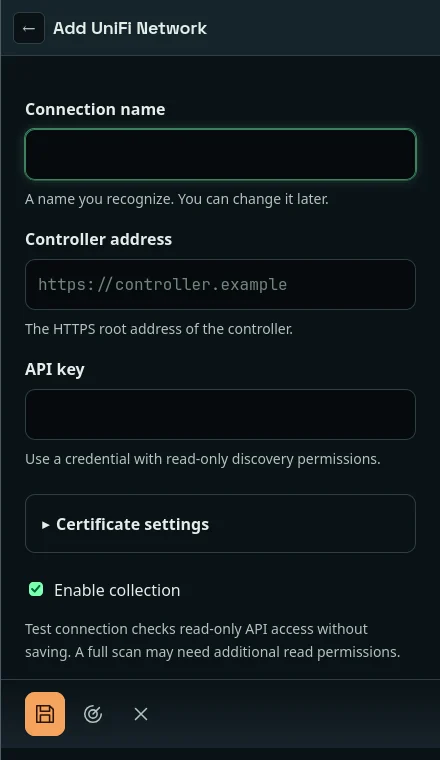 ← Add UniFi Network
Connection name
A name you recognize. You can change it later.
Controller address
https://controller.example
The HTTPS root address of the controller.
API key
Use a credential with read-only discovery permissions.
▸ Certificate settings
Enable collection
Test connection checks read-only API access without
saving. A full scan may need additional read permissions.